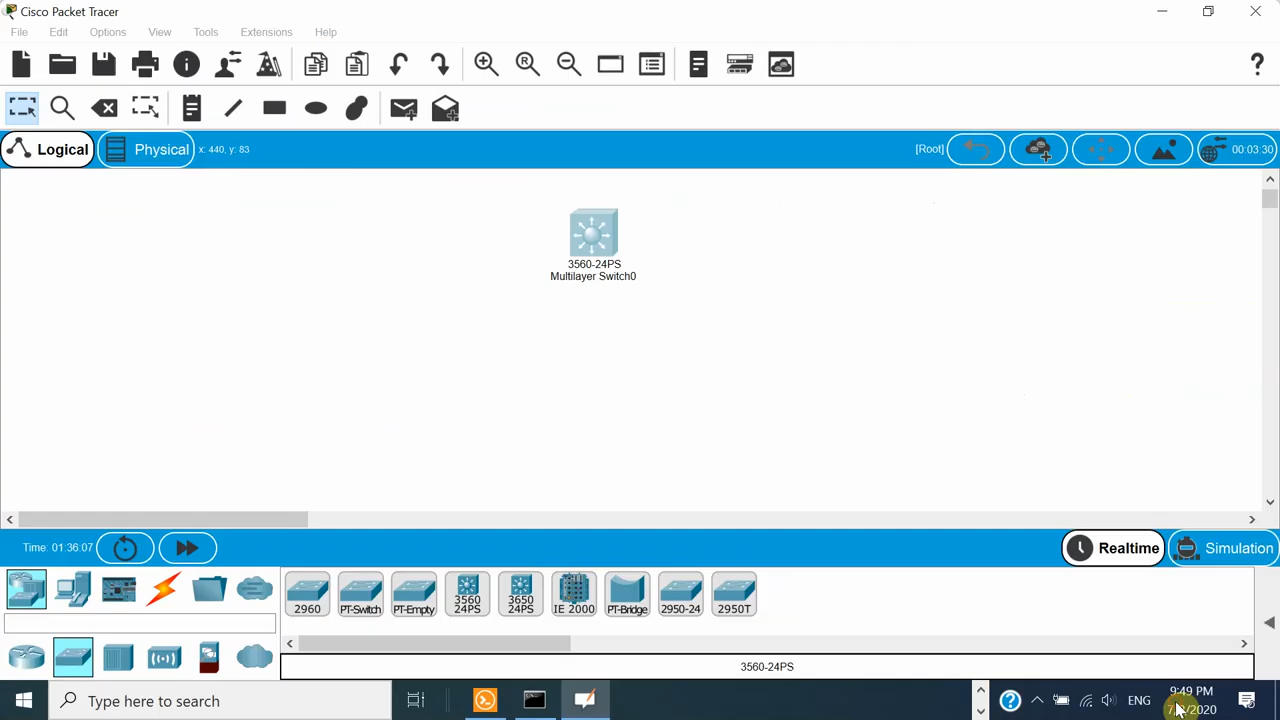 Cisco Packet Tracer
File Edit Options View Tools Extensions Help
Logical Physical x: 440, y: 83 [Root] 00:03:30
3560-24PS
Multilayer Switch0
Time: 01:36:07 Realtime Simulation
2960 PT-Switch PT-Empty 3560 24PS 3650 24PS IE 2000 PT-Bridge 2950-24 2950T
3560-24PS
Type here to search
ENG
9:49 PM